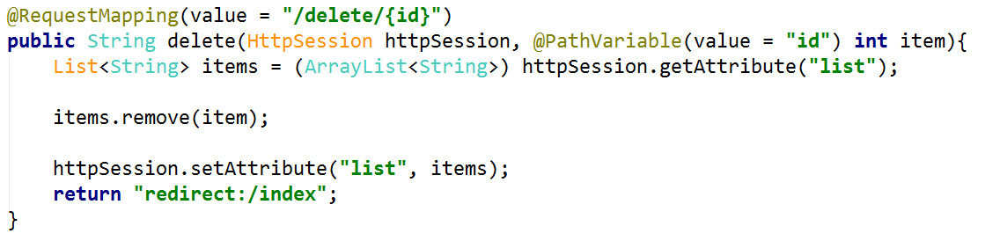 @RequestMapping(value = "/delete/{id}")
public String delete(HttpSession httpSession, @PathVariable(value = "id") int item){
    List<String> items = (ArrayList<String>) httpSession.getAttribute("list");

    items.remove(item);

    httpSession.setAttribute("list", items);
    return "redirect:/index";
}